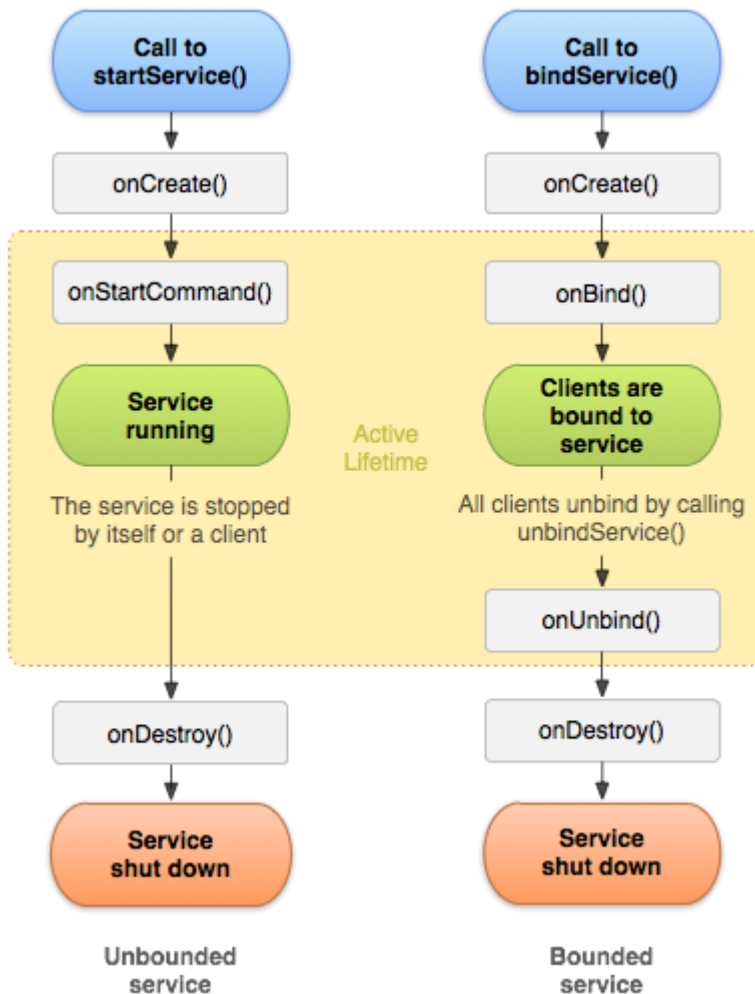 Call to
startService()
onCreate()
onStartCommand()
Service
running
The service is stopped
by itself or a client
onDestroy()
Service
shut down
Unbounded
service
Active
Lifetime
Call to
bindService()
onCreate()
onBind()
Clients are
bound to
service
All clients unbind by calling
unbindService()
onUnbind()
onDestroy()
Service
shut down
Bounded
service